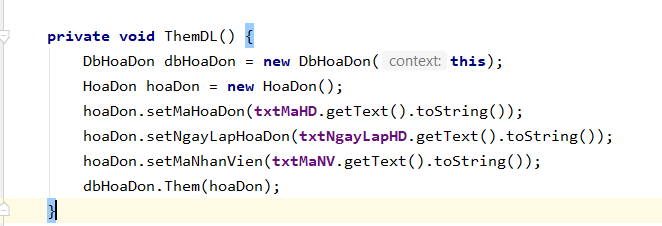 private void ThemDL() {
DbHoaDon dbHoaDon = new DbHoaDon( context: this);
HoaDon hoaDon = new HoaDon();
hoaDon.setMaHoaDon(txtMaHD.getText().toString());
hoaDon.setNgayLapHoaDon(txtNgayLapHD.getText().toString());
hoaDon.setMaNhanVien(txtMaNV.getText().toString());
dbHoaDon.Them(hoaDon);
}